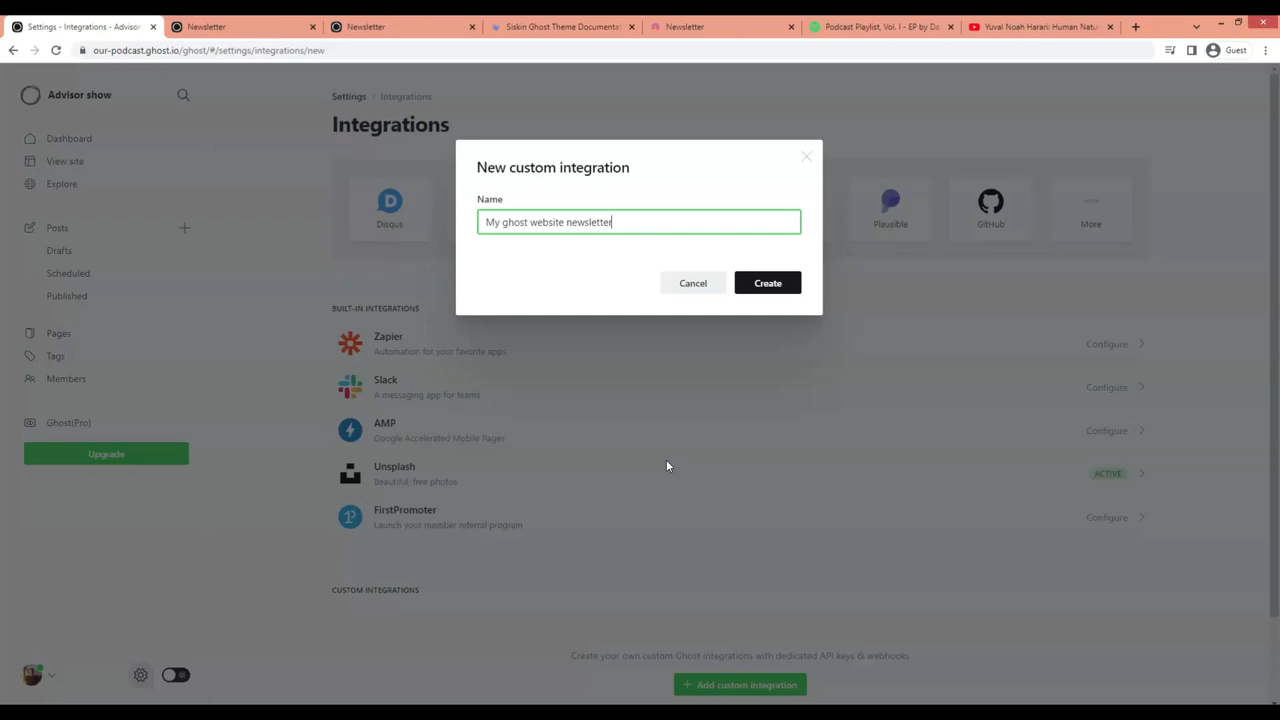 Settings - Integrations - Advisor
Newsletter
Newsletter
Siskin Ghost Theme Documentat
Newsletter
Podcast Playlist, Vol. I - EP by Da
Yuval Noah Harari: Human Natur
our-podcast.ghost.io/ghost/#/settings/integrations/new
Guest
Advisor show
Settings
Integrations
Integrations
Dashboard
View site
Explore
Posts
Drafts
Scheduled
Published
Pages
Tags
Members
Ghost(Pro)
Upgrade
New custom integration
Name
My ghost website newsletter
Cancel
Create
Disqus
Plausible
GitHub
More
BUILT-IN INTEGRATIONS
Zapier
Automation for your favorite apps
Configure
Slack
A messaging app for teams
Configure
AMP
Google Accelerated Mobile Pages
Configure
Unsplash
Beautiful, free photos
ACTIVE
FirstPromoter
Launch your member referral program
Configure
CUSTOM INTEGRATIONS
Create your own custom Ghost integrations with dedicated API keys & webhooks
Add custom integration